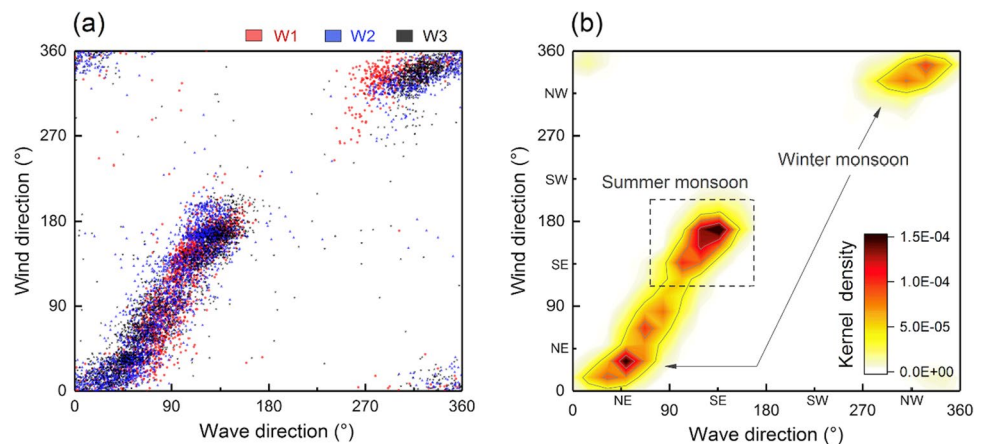 (a)
W1 W2 W3
360
270
180
90
0
0 90 180 270 360
Wind direction (°)
Wave direction (°)
(b)
360
NW
270
SW
180
SE
90
NE
0
0 NE 90 SE 180 SW 270 NW 360
Wind direction (°)
Wave direction (°)
Winter monsoon
Summer monsoon
Kernel density
1.5E-04
1.0E-04
5.0E-05
0.0E+00